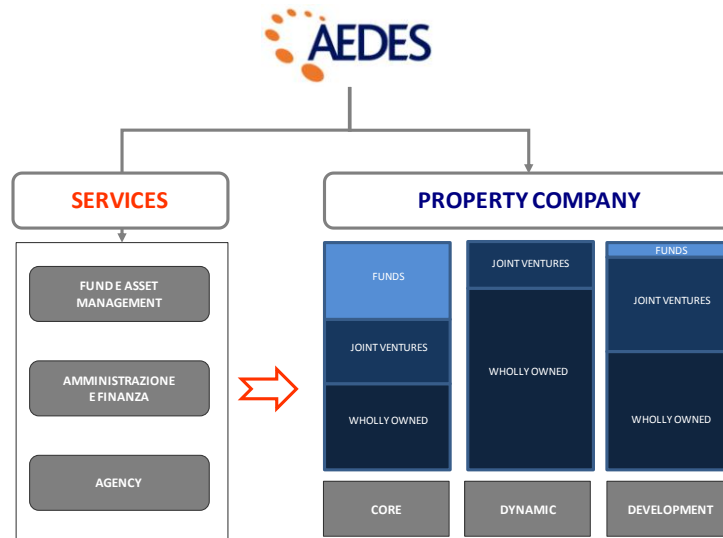 AEDES
SERVICES
PROPERTY COMPANY
FUND E ASSET
MANAGEMENT
AMMINISTRAZIONE
E FINANZA
AGENCY
FUNDS
JOINT VENTURES
WHOLLY OWNED
CORE
JOINT VENTURES
WHOLLY OWNED
DYNAMIC
FUNDS
JOINT VENTURES
WHOLLY OWNED
DEVELOPMENT